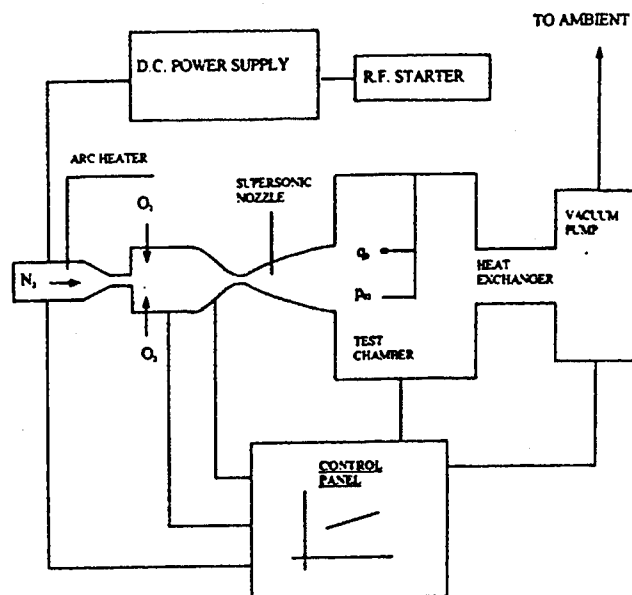 TO AMBIENT
D.C. POWER SUPPLY
R.F. STARTER
ARC HEATER
SUPERSONIC
NOZZLE
O₂
VACUUM
PUMP
N₂
HEAT
EXCHANGER
TEST
CHAMBER
O₂
CONTROL
PANEL